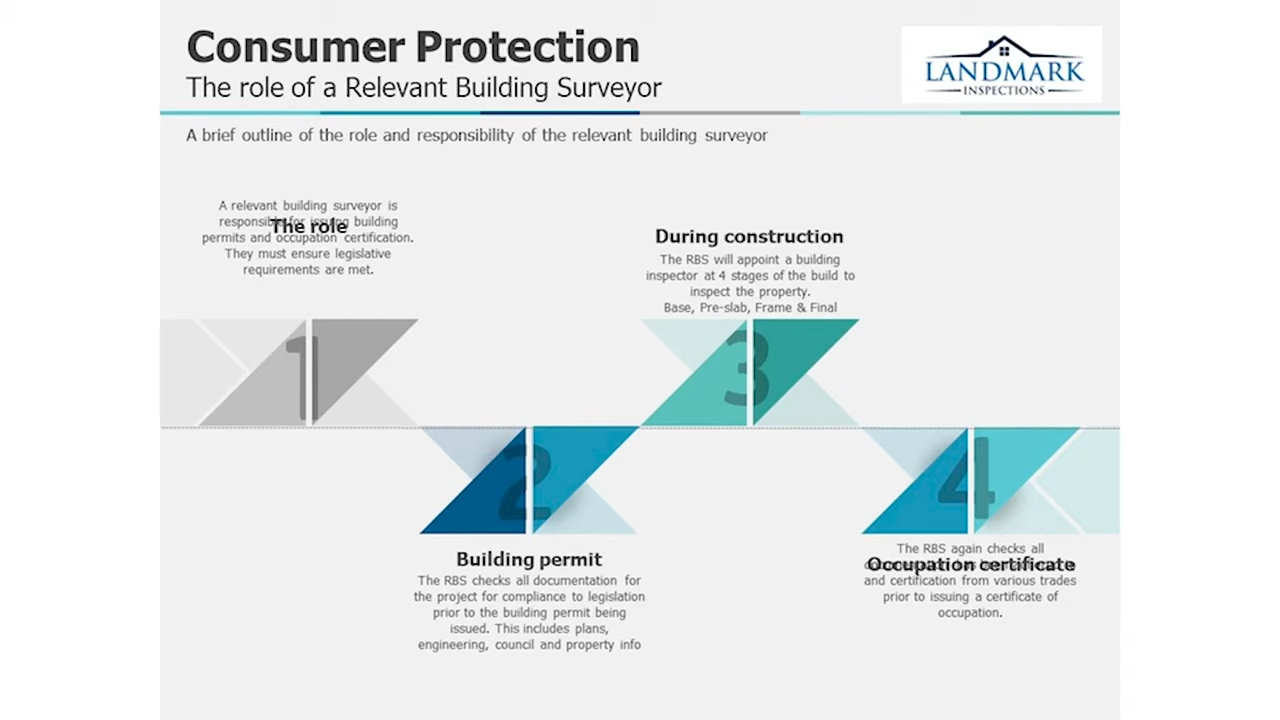 Consumer Protection
The role of a Relevant Building Surveyor
LANDMARK
INSPECTIONS
A brief outline of the role and responsibility of the relevant building surveyor
The role
A relevant building surveyor is
responsible for issuing building
permits and occupation certification.
They must ensure legislative
requirements are met.
1
2
Building permit
The RBS checks all documentation for
the project for compliance to legislation
prior to the building permit being
issued. This includes plans,
engineering, council and property info
During construction
The RBS will appoint a building
inspector at 4 stages of the build to
inspect the property.
Base, Pre-slab, Frame & Final
3
4
Occupation certificate
The RBS again checks all
and certification from various trades
prior to issuing a certificate of
occupation.